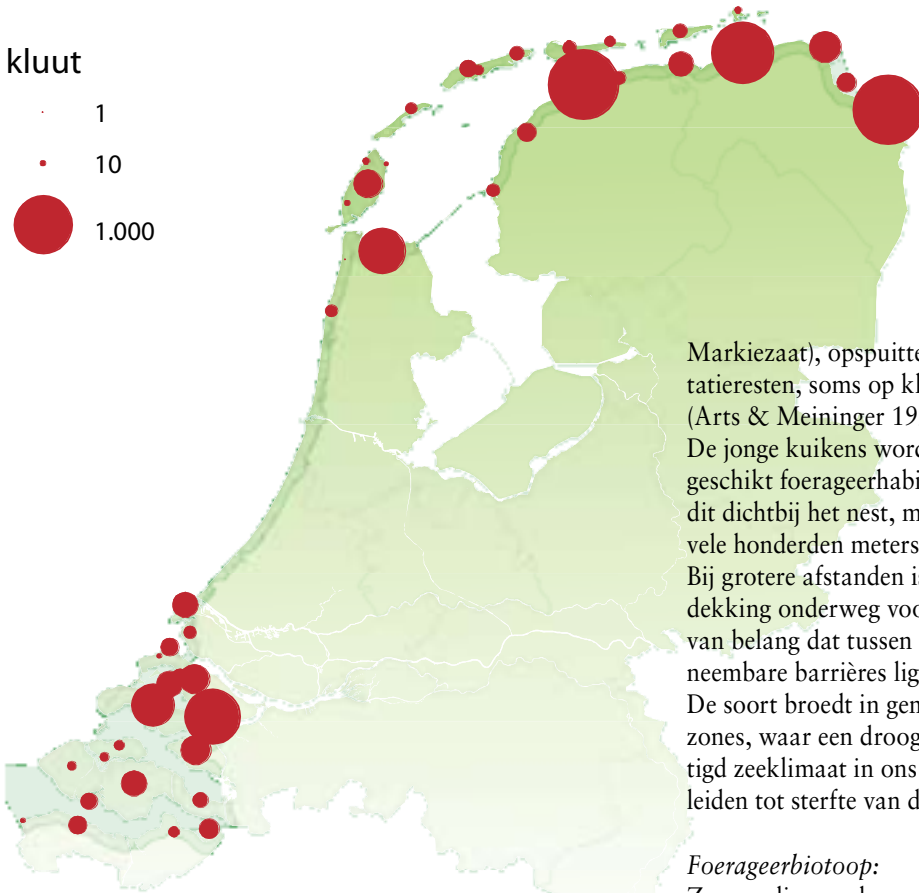 kluut
1
10
1.000
Markiezaat), opspuitte
tatieresten, soms op kl
(Arts & Meininger 19
De jonge kuikens word
geschikt foerageerhabi
dit dichtbij het nest, m
vele honderden meters
Bij grotere afstanden is
dekking onderweg voo
van belang dat tussen
neembare barrières lig
De soort broedt in gen
zones, waar een droog
tigd zeeklimaat in ons
leiden tot sterfte van d
Foerageerbiotoop: